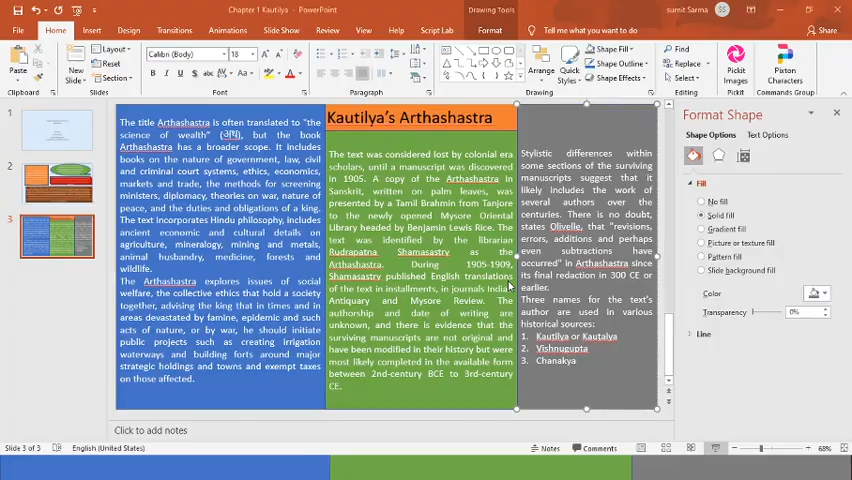 Chapter 1 Kautilya - PowerPoint
Drawing Tools
sumit Sarma
SS
File
Home
Insert
Design
Transitions
Animations
Slide Show
Review
View
Help
Script Lab
Format
Tell me what you want to do
Share
Paste
New
Slide
Layout
Reset
Section
Calibri (Body)
18
Arrange
Quick
Styles
Shape Fill
Shape Outline
Shape Effects
Find
Replace
Select
Pickit
Images
Pixton
Characters
Clipboard
Slides
Font
Paragraph
Drawing
Editing
Pickit
Commands Group
1
2
3
The title Arthashastra is often translated to "the
science of wealth" (अर्थ), but the book
Arthashastra has a broader scope. It includes
books on the nature of government, law, civil
and criminal court systems, ethics, economics,
markets and trade, the methods for screening
ministers, diplomacy, theories on war, nature of
peace, and the duties and obligations of a king.
The text incorporates Hindu philosophy, includes
ancient economic and cultural details on
agriculture, mineralogy, mining and metals,
animal husbandry, medicine, forests and
wildlife.
The Arthashastra explores issues of social
welfare, the collective ethics that hold a society
together, advising the king that in times and in
areas devastated by famine, epidemic and such
acts of nature, or by war, he should initiate
public projects such as creating irrigation
waterways and building forts around major
strategic holdings and towns and exempt taxes
on those affected.
Kautilya's Arthashastra
The text was considered lost by colonial era
scholars, until a manuscript was discovered
in 1905. A copy of the Arthashastra in
Sanskrit, written on palm leaves, was
presented by a Tamil Brahmin from Tanjore
to the newly opened Mysore Oriental
Library headed by Benjamin Lewis Rice. The
text was identified by the librarian
Rudrapatna Shamasastry as the
Arthashastra. During 1905-1909,
Shamasastry published English translations
of the text in installments, in journals India
Antiquary and Mysore Review. The
authorship and date of writing are
unknown, and there is evidence that the
surviving manuscripts are not original and
have been modified in their history but were
most likely completed in the available form
between 2nd-century BCE to 3rd-century
CE.
Stylistic differences within
some sections of the surviving
manuscripts suggest that it
likely includes the work of
several authors over the
centuries. There is no doubt,
states Olivelle, that "revisions,
errors, additions and perhaps
even subtractions have
occurred" in Arthashastra since
its final redaction in 300 CE or
earlier.
Three names for the text's
author are used in various
historical sources:
1. Kautilya or Kauṭalya
2. Vishnugupta
3. Chanakya
Format Shape
Shape Options
Text Options
Fill
No fill
Solid fill
Gradient fill
Picture or texture fill
Pattern fill
Slide background fill
Color
Transparency
0%
Line
Click to add notes
Slide 3 of 3
English (United States)
Notes
Comments
68%